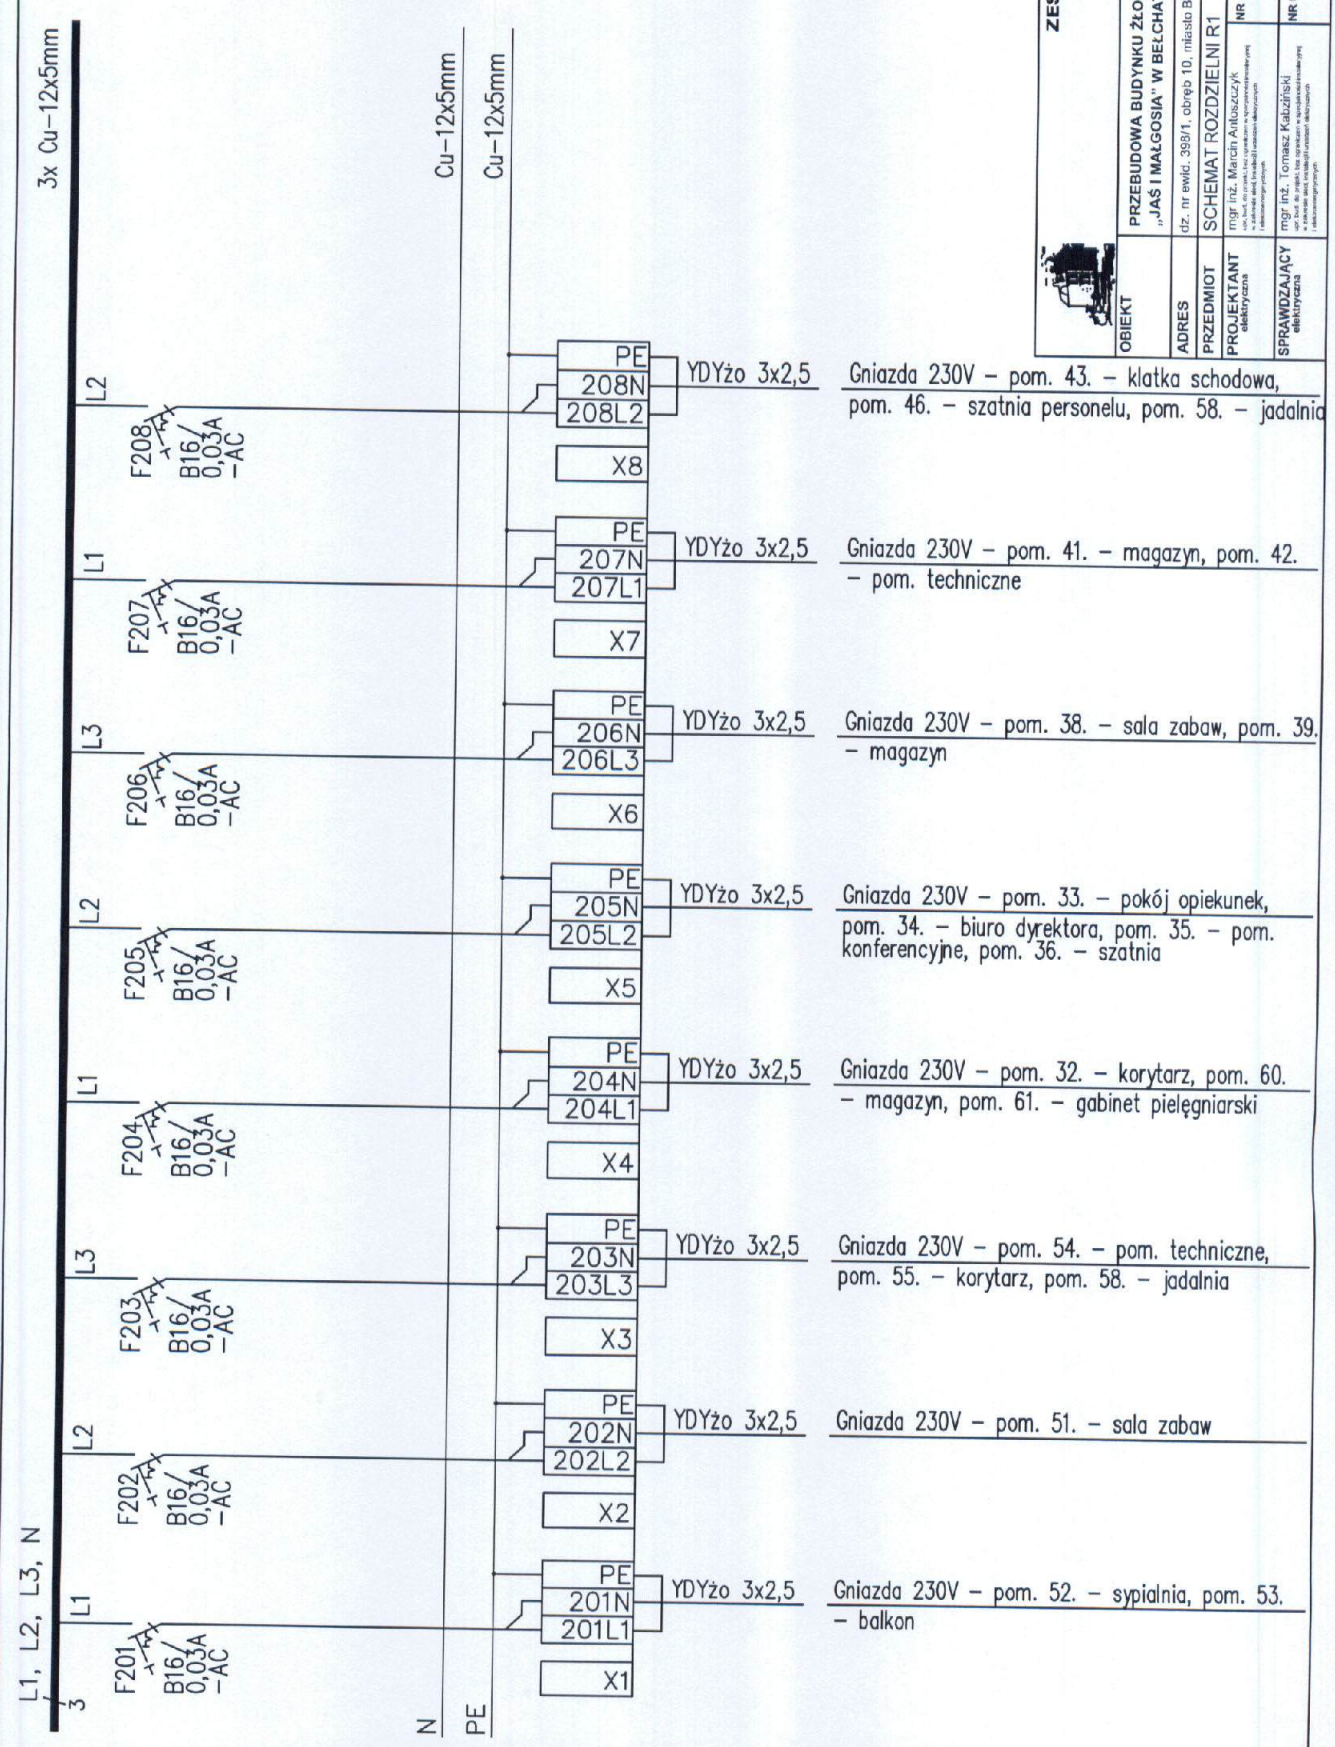 L1, L2, L3, N
3x Cu-12x5mm
3
N
Cu-12x5mm
PE
Cu-12x5mm
L2
F208
B16/
0,03A
-AC
PE
208N
208L2
X8
YDYżo 3x2,5
Gniazda 230V - pom. 43. - klatka schodowa,
pom. 46. - szatnia personelu, pom. 58. - jadalnia
L1
F207
B16/
0,03A
-AC
PE
207N
207L1
X7
YDYżo 3x2,5
Gniazda 230V - pom. 41. - magazyn, pom. 42.
- pom. techniczne
L3
F206
B16/
0,03A
-AC
PE
206N
206L3
X6
YDYżo 3x2,5
Gniazda 230V - pom. 38. - sala zabaw, pom. 39.
- magazyn
L2
F205
B16/
0,03A
-AC
PE
205N
205L2
X5
YDYżo 3x2,5
Gniazda 230V - pom. 33. - pokój opiekunek,
pom. 34. - biuro dyrektora, pom. 35. - pom.
konferencyjne, pom. 36. - szatnia
L1
F204
B16/
0,03A
-AC
PE
204N
204L1
X4
YDYżo 3x2,5
Gniazda 230V - pom. 32. - korytarz, pom. 60.
- magazyn, pom. 61. - gabinet pielęgniarski
L3
F203
B16/
0,03A
-AC
PE
203N
203L3
X3
YDYżo 3x2,5
Gniazda 230V - pom. 54. - pom. techniczne,
pom. 55. - korytarz, pom. 58. - jadalnia
L2
F202
B16/
0,03A
-AC
PE
202N
202L2
X2
YDYżo 3x2,5
Gniazda 230V - pom. 51. - sala zabaw
L1
F201
B16/
0,03A
-AC
PE
201N
201L1
X1
YDYżo 3x2,5
Gniazda 230V - pom. 52. - sypialnia, pom. 53.
- balkon
ZES
OBIEKT
PRZEBUDOWA BUDYNKU ŻŁO
„JAŚ I MAŁGOSIA" W BEŁCHA
ADRES
dz. nr ewid. 398/1, obręb 10, miasto B
PRZEDMIOT
SCHEMAT ROZDZIELNI R1
PROJEKTANT
elektryczna
mgr inż. Marcin Antoszczyk
NR
SPRAWDZAJĄCY
elektryczna
mgr inż. Tomasz Kabziński
NR